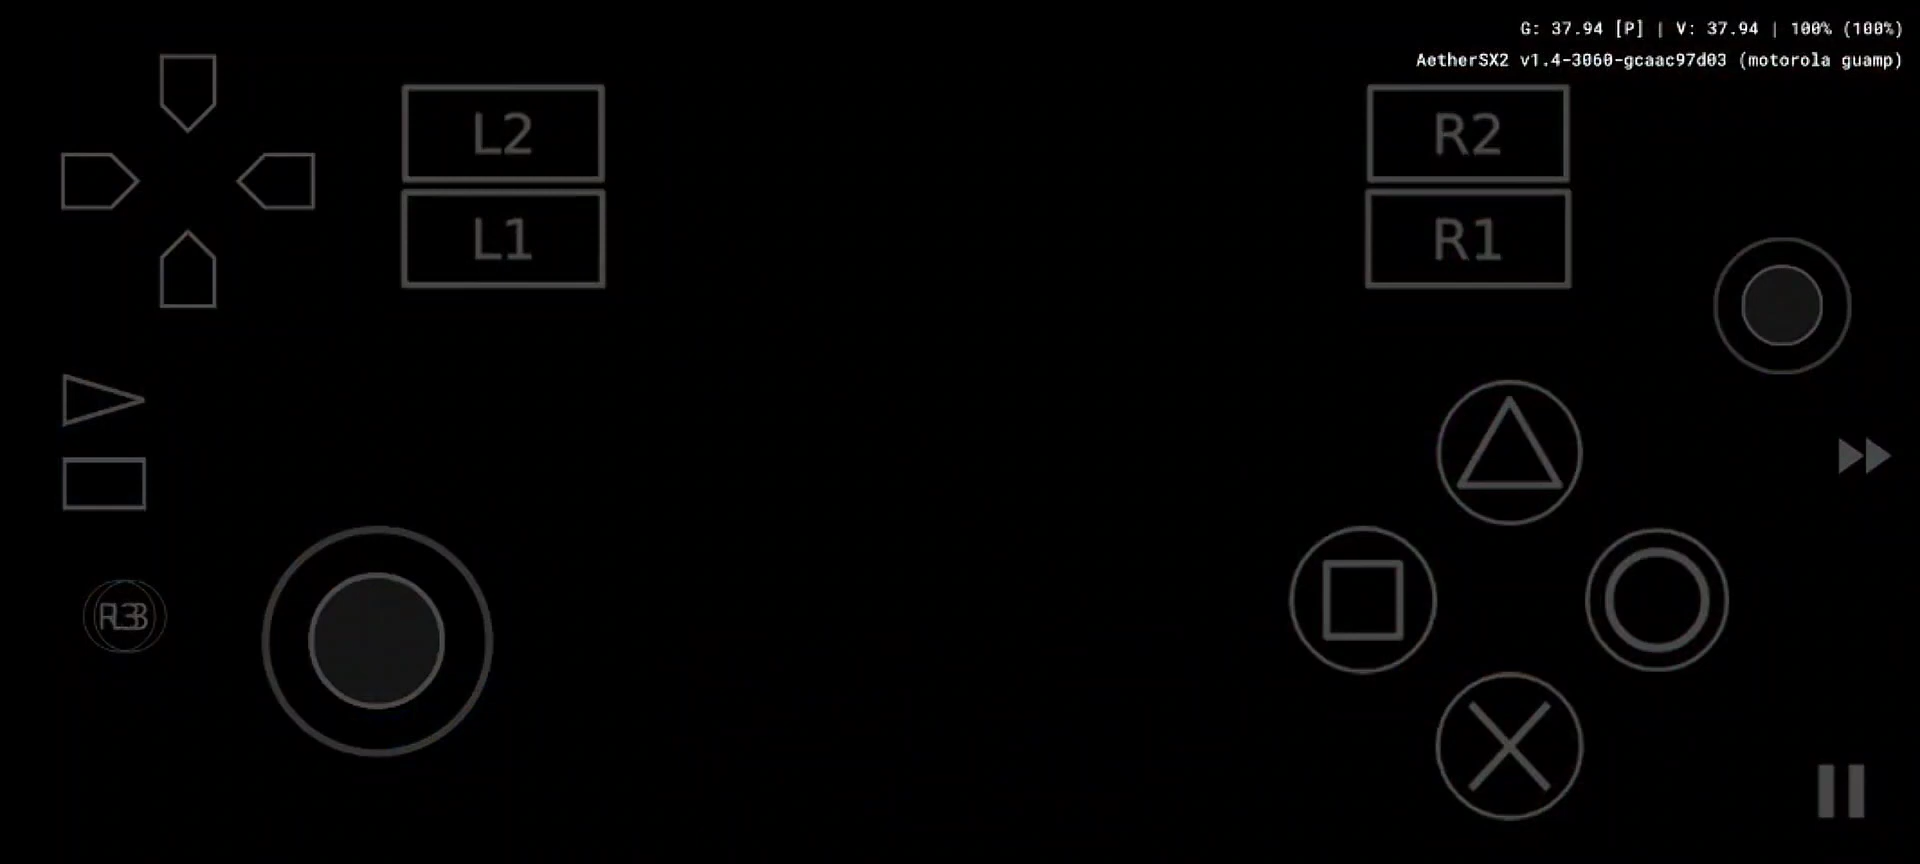 G: 37.94 [P] | V: 37.94 | 100% (100%)
AetherSX2 v1.4-3060-gcaac97d03 (motorola guamp)
L2
R2
L1
R1